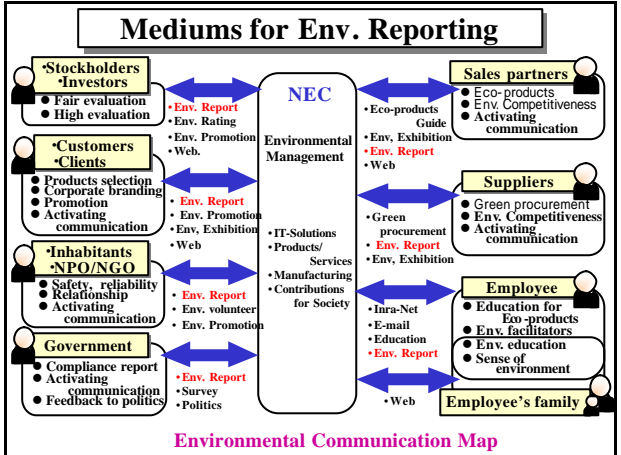 Mediums for Env. Reporting
•Stockholders
•Investors
● Fair evaluation
● High evaluation
•Env. Report
•Env. Rating
•Env. Promotion
•Web.
•Customers
•Clients
● Products selection
● Corporate branding
● Promotion
● Activating
communication
•Env. Report
•Env. Promotion
•Env, Exhibition
•Web
•Inhabitants
•NPO/NGO
● Safety, reliability
● Relationship
● Activating
communication
•Env. Report
•Env. volunteer
•Env. Promotion
Government
● Compliance report
● Activating
communication
● Feedback to politics
•Env. Report
•Survey
•Politics
NEC
Environmental
Management
•IT-Solutions
•Products/
Services
•Manufacturing
•Contributions
for Society
Sales partners
● Eco-products
● Env. Competitiveness
● Activating
communication
•Eco-products
Guide
•Env, Exhibition
•Env. Report
•Web
Suppliers
● Green procurement
● Env. Competitiveness
● Activating
communication
•Green
procurement
•Env. Report
•Env, Exhibition
Employee
● Education for
Eco-products
● Env. facilitators
● Env. education
● Sense of
environment
•Inra-Net
•E-mail
•Education
•Env. Report
•Web
Employee's family
Environmental Communication Map